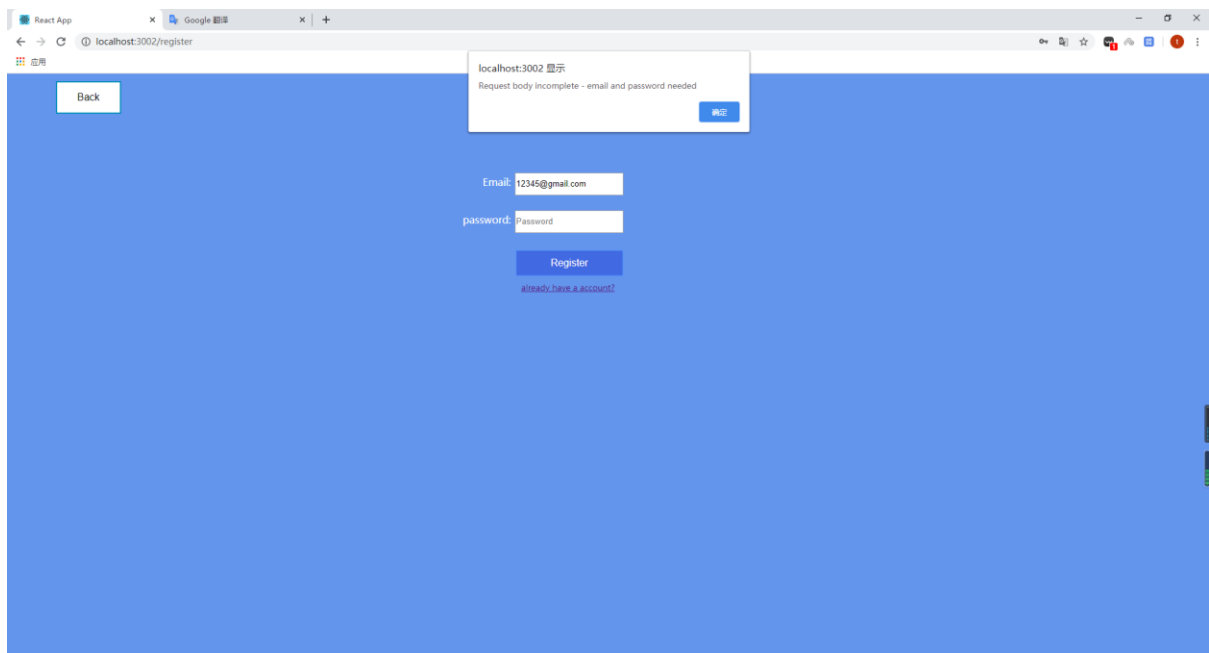 React App
Google 翻译
localhost:3002/register
应用
localhost:3002 显示
Request body incomplete - email and password needed
确定
Back
Email: 12345@gmail.com
password: Password
Register
already have a account?